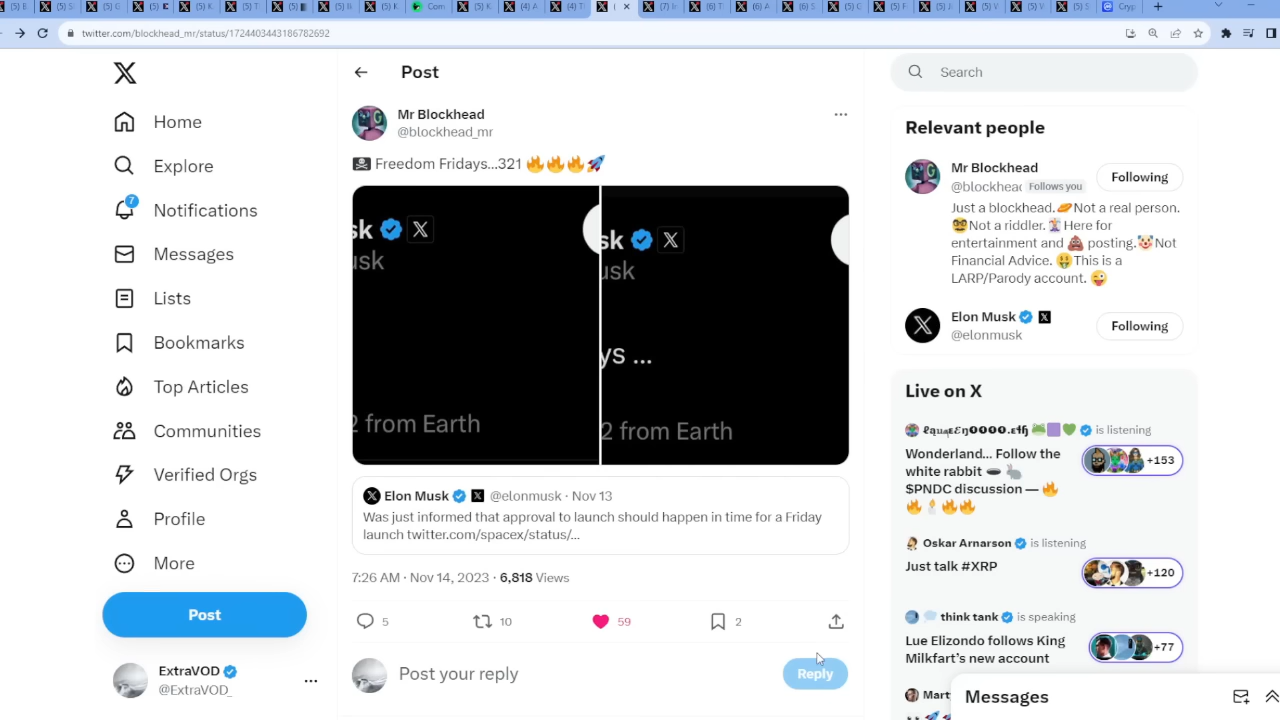 twitter.com/blockhead_mr/status/1724403443186782692
Home
Explore
7
Notifications
Messages
Lists
Bookmarks
Top Articles
Communities
Verified Orgs
Profile
More
Post
ExtraVOD
@ExtraVOD_
Post
Mr Blockhead
@blockhead_mr
🏴‍☠️ Freedom Fridays...321 🔥🔥🔥🚀
sk
usk
2 from Earth
sk
usk
ys ...
2 from Earth
Elon Musk @elonmusk · Nov 13
Was just informed that approval to launch should happen in time for a Friday
launch twitter.com/spacex/status/...
7:26 AM · Nov 14, 2023 · 6,818 Views
5
10
59
2
Post your reply
Reply
Search
Relevant people
Mr Blockhead
@blockhead Follows you
Following
Just a blockhead.🥖Not a real person.
🥸Not a riddler.🃏Here for
entertainment and 💩 posting.🤡Not
Financial Advice. 🤑This is a
LARP/Parody account. 😜
Elon Musk
@elonmusk
Following
Live on X
is listening
Wonderland... Follow the
white rabbit 🕳️ 🐇
$PNDC discussion — 🔥
🔥🕯️🔥🔥
+153
Oskar Arnarson is listening
Just talk #XRP
+120
think tank is speaking
Lue Elizondo follows King
Milkfart's new account
+77
Mart
Messages